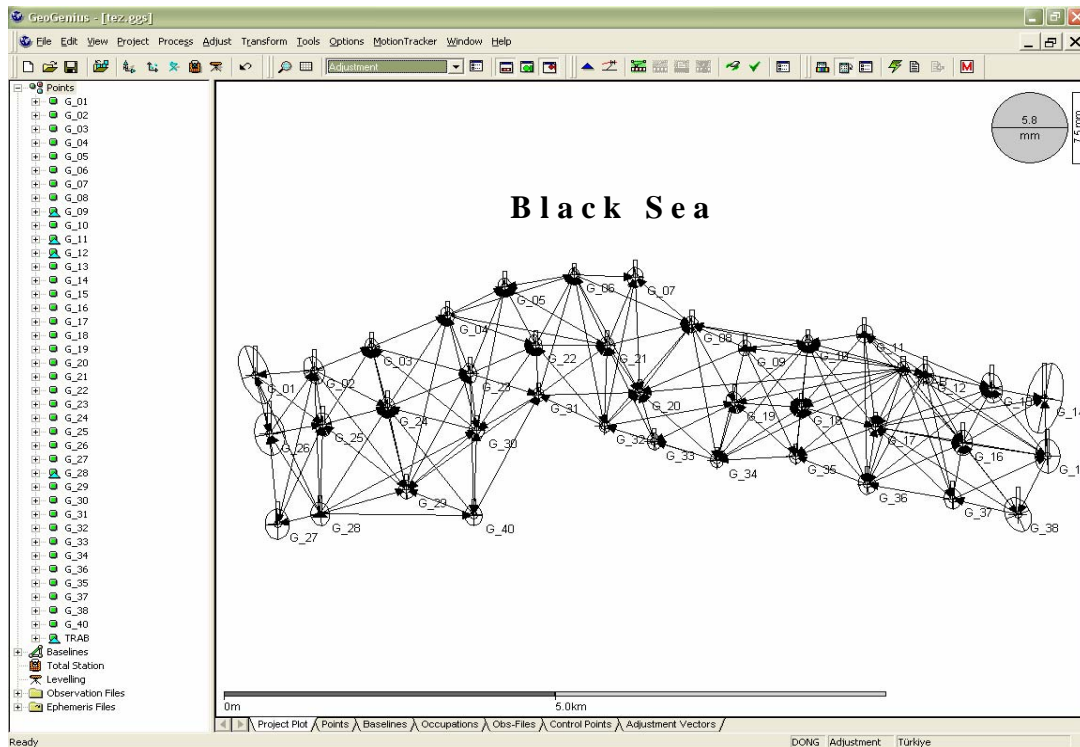 GeoGenius - [tez.ggs]
File Edit View Project Process Adjust Transform Tools Options MotionTracker Window Help
Adjustment
Points
G_01
G_02
G_03
G_04
G_05
G_06
G_07
G_08
G_09
G_10
G_11
G_12
G_13
G_14
G_15
G_16
G_17
G_18
G_19
G_20
G_21
G_22
G_23
G_24
G_25
G_26
G_27
G_28
G_29
G_30
G_31
G_32
G_33
G_34
G_36
G_35
G_37
G_38
G_40
TRAB
Baselines
Total Station
Levelling
Observation Files
Ephemeris Files
5.8
mm
7.5 mm
Black Sea
G_06
G_05
G_07
G_04
G_08
G_11
G_03
G_22
G_21
G_09
G_10
G_01
G_02
G_23
G_12
G_31
G_20
G_19
G_18
G_14
G_24
G_26
G_25
G_30
G_32
G_17
G_33
G_34
G_35
G_16
G_29
G_36
G_37
G_27
G_28
G_40
G_38
0m
5.0km
Project Plot Points Baselines Occupations Obs-Files Control Points Adjustment Vectors
Ready
DONG Adjustment Türkiye